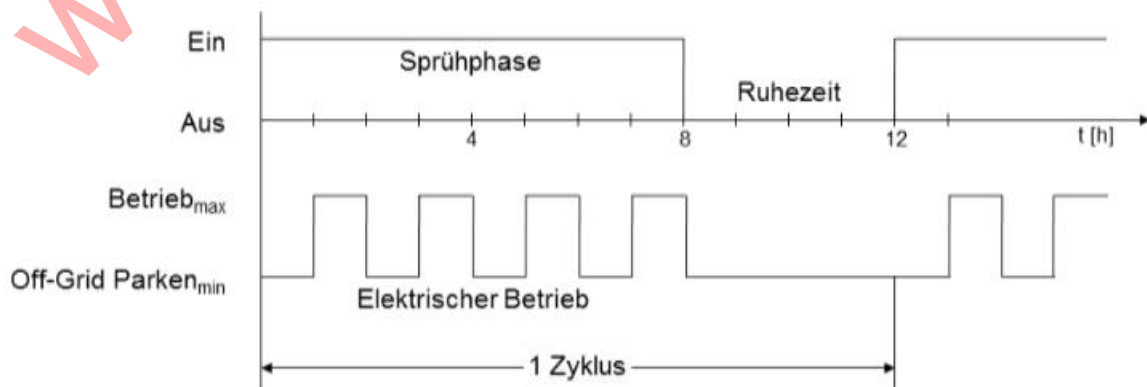 Ein
Sprühphase
Ruhezeit
Aus
4
8
12
t [h]
Betriebmax
Off-Grid Parkenmin
Elektrischer Betrieb
1 Zyklus